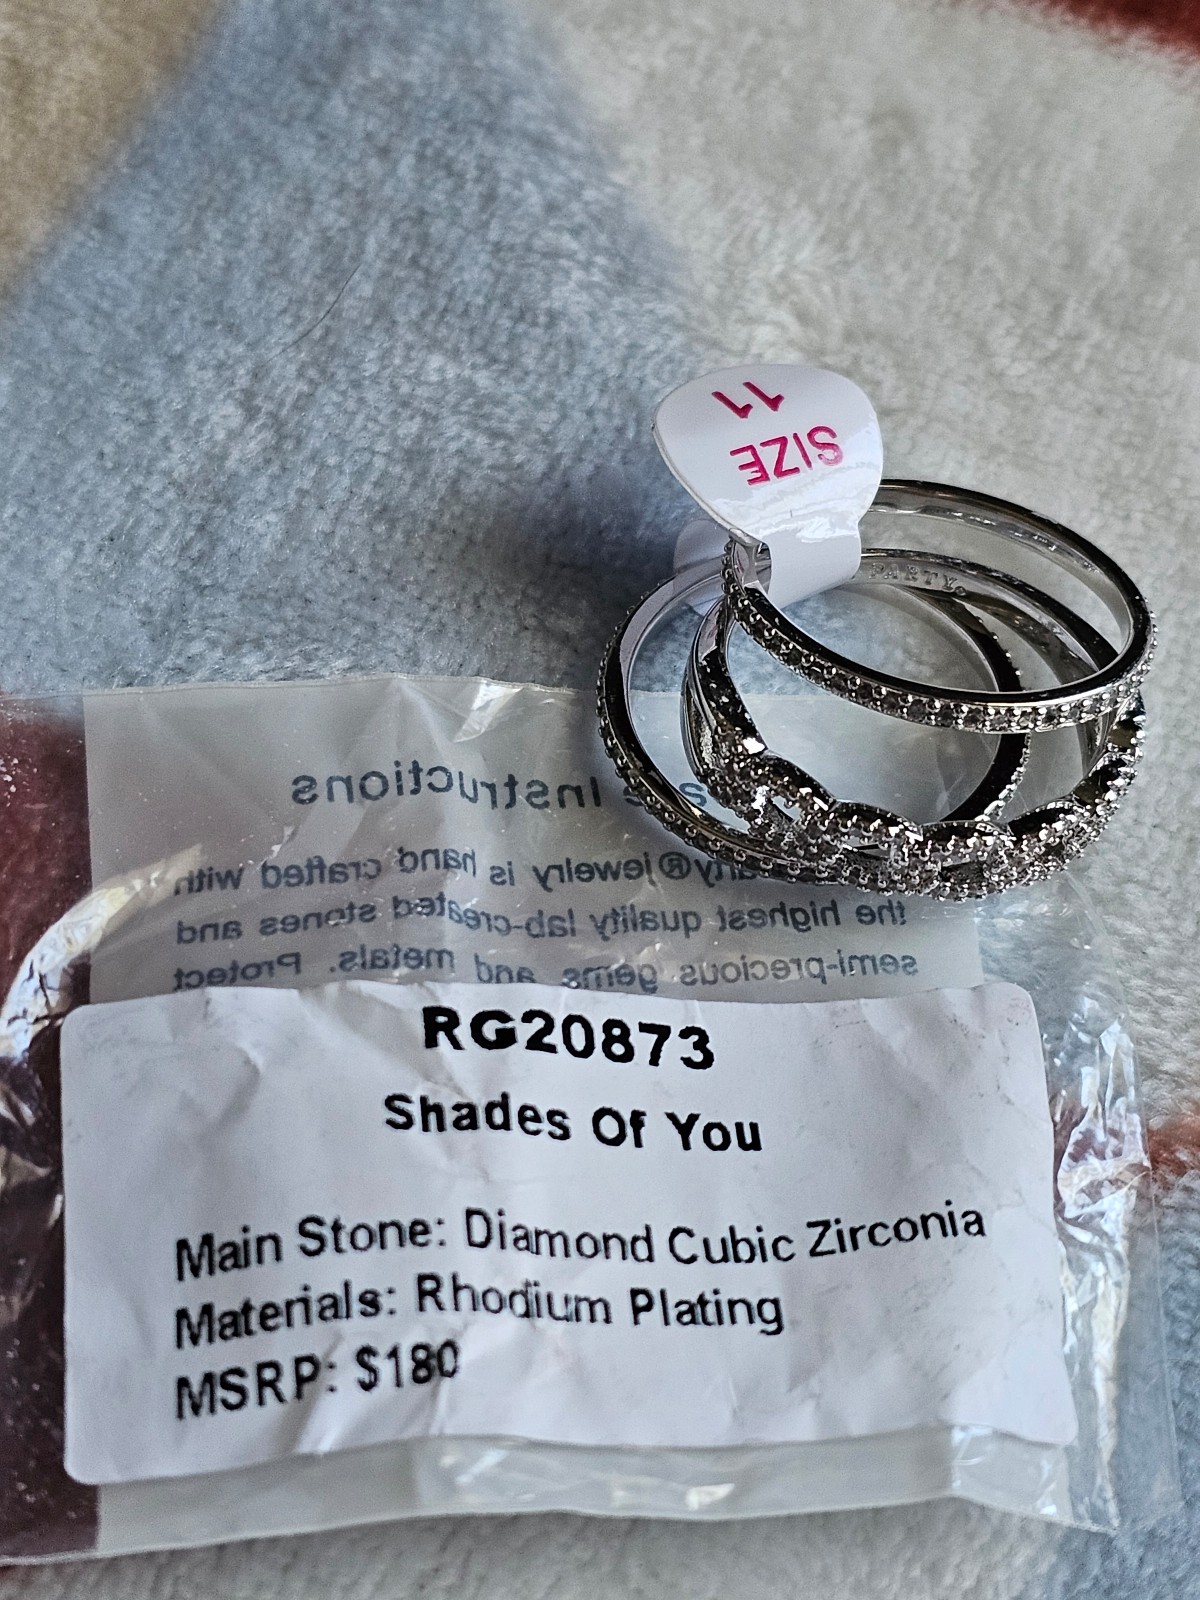 SIZE
11
PARTY.
Instructions
jewelry is hand crafted with
the highest quality lab-created stones and
semi-precious gems and metals. Protect
RG20873
Shades Of You
Main Stone: Diamond Cubic Zirconia
Materials: Rhodium Plating
MSRP: $180